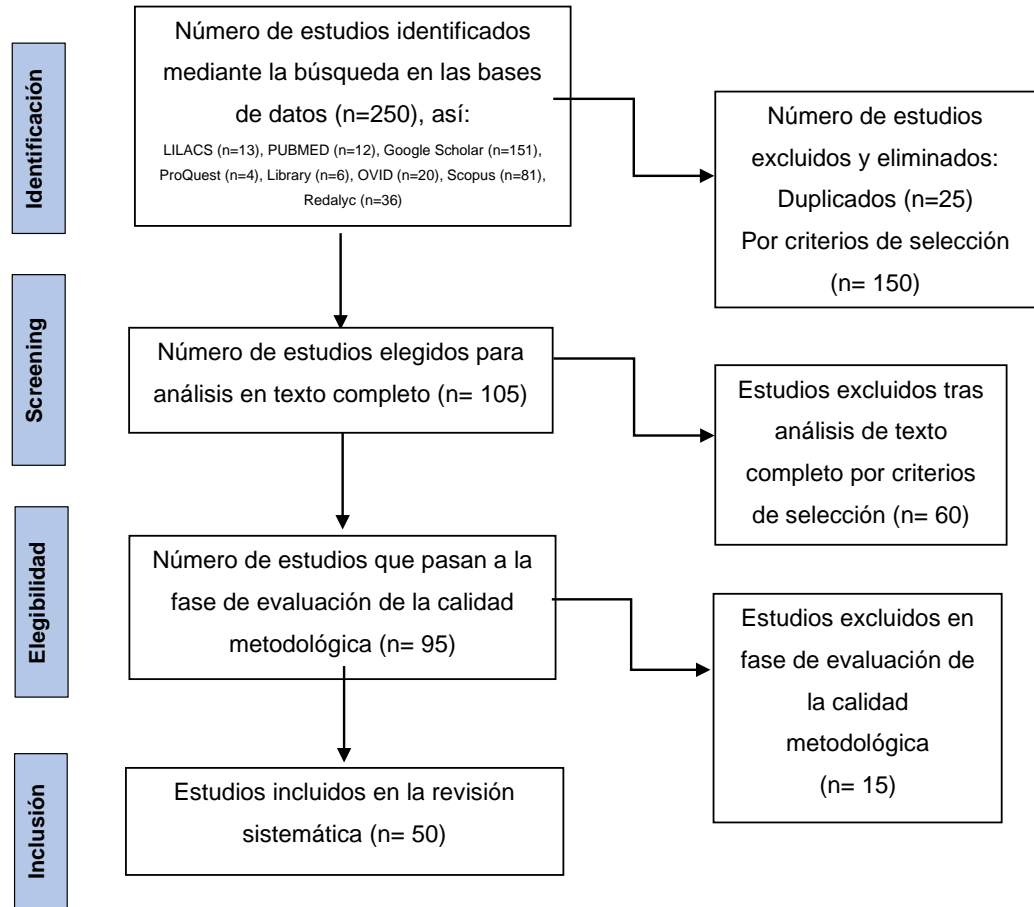 Identificación
Número de estudios identificados
mediante la búsqueda en las bases
de datos (n=250), así:
LILACS (n=13), PUBMED (n=12), Google Scholar (n=151),
ProQuest (n=4), Library (n=6), OVID (n=20), Scopus (n=81),
Redalyc (n=36)
Número de estudios
excluidos y eliminados:
Duplicados (n=25)
Por criterios de selección
(n= 150)
Screening
Número de estudios elegidos para
análisis en texto completo (n= 105)
Estudios excluidos tras
análisis de texto
completo por criterios
de selección (n= 60)
Elegibilidad
Número de estudios que pasan a la
fase de evaluación de la calidad
metodológica (n= 95)
Estudios excluidos en
fase de evaluación de
la calidad
metodológica
(n= 15)
Inclusión
Estudios incluidos en la revisión
sistemática (n= 50)